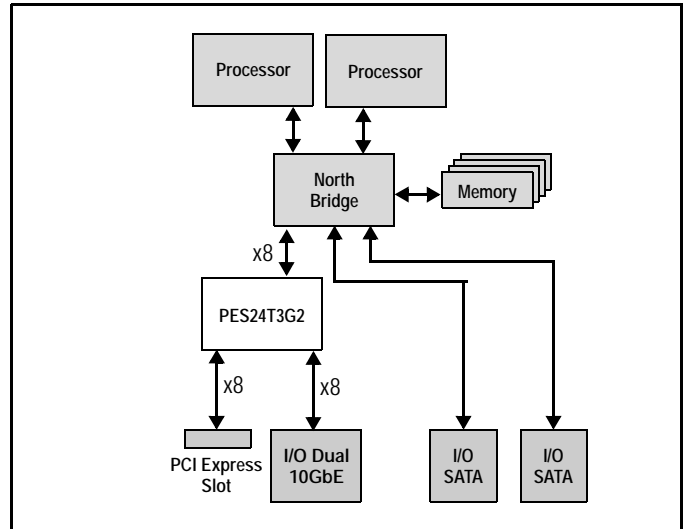 Processor
Processor
North
Bridge
Memory
x8
PES24T3G2
x8
x8
PCI Express
Slot
I/O Dual
10GbE
I/O
SATA
I/O
SATA